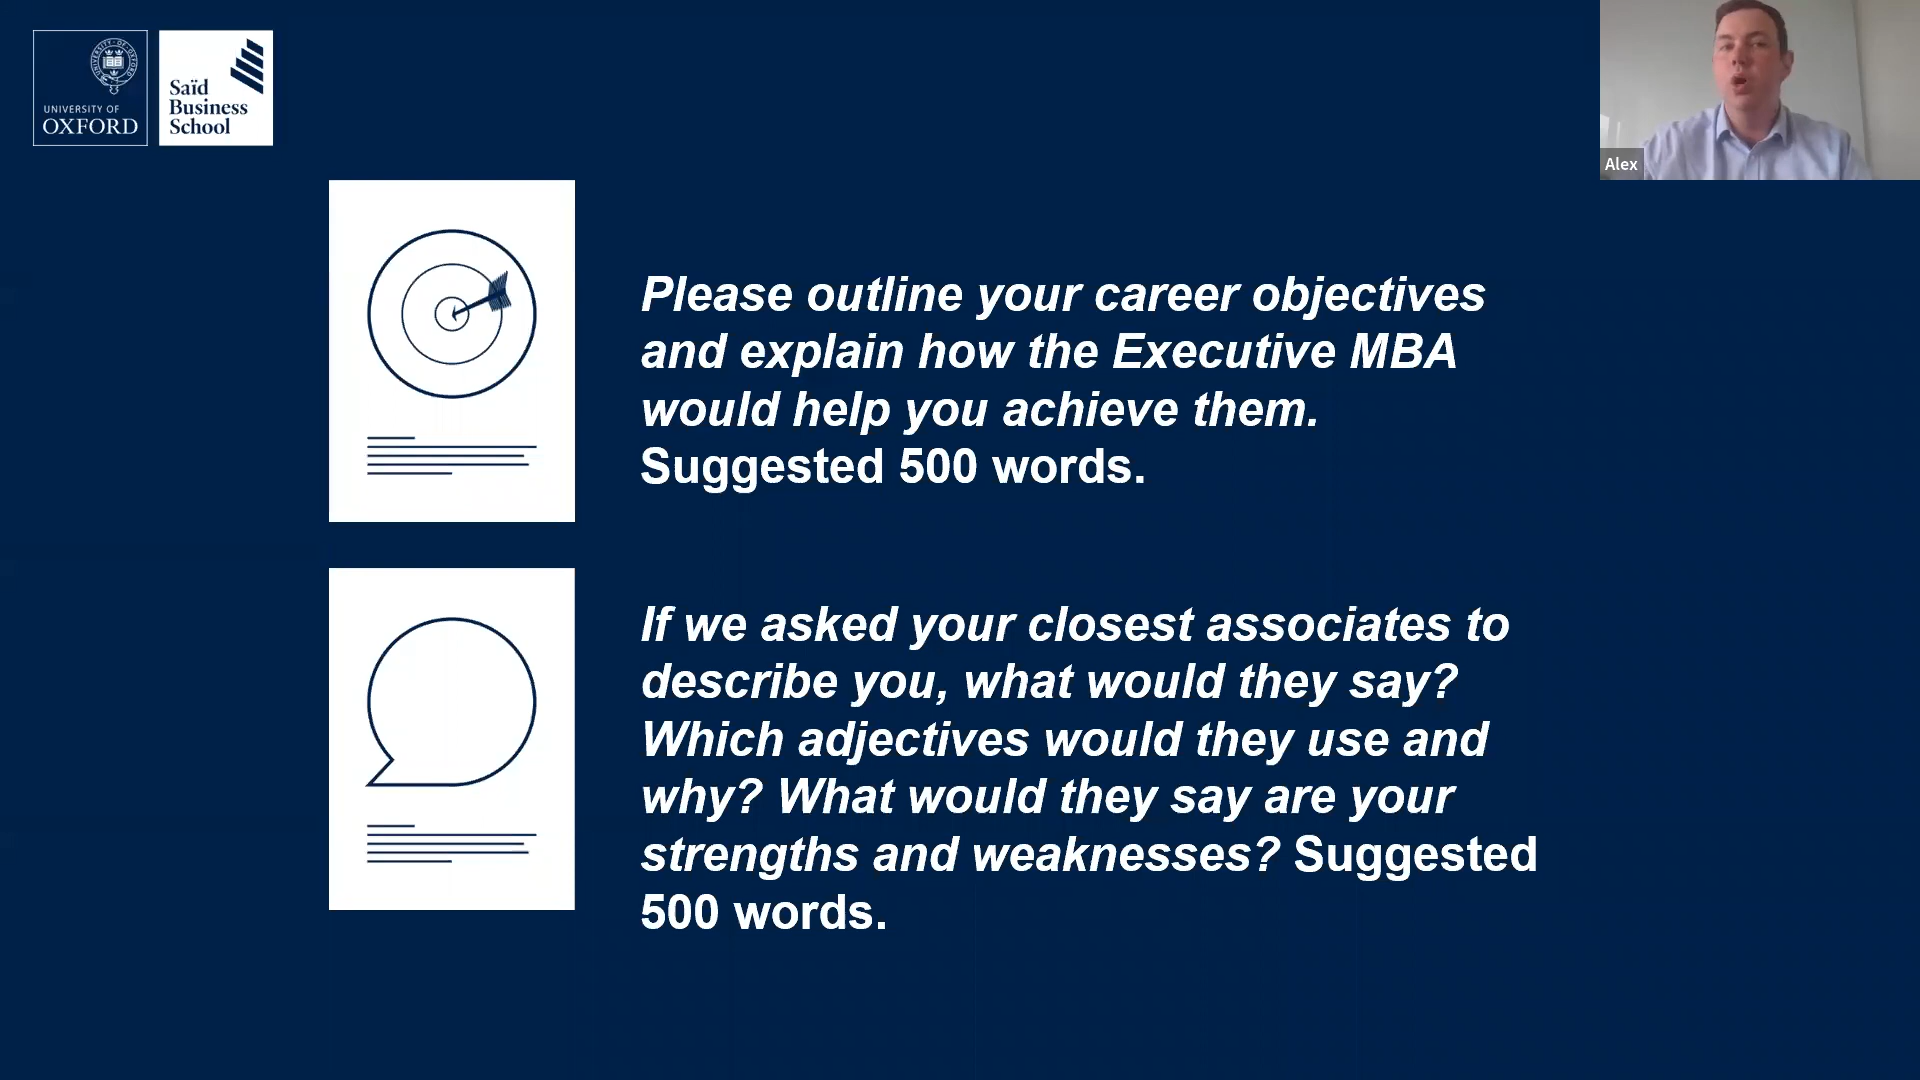 UNIVERSITY OF
OXFORD
Saïd
Business
School
Alex
Please outline your career objectives
and explain how the Executive MBA
would help you achieve them.
Suggested 500 words.
If we asked your closest associates to
describe you, what would they say?
Which adjectives would they use and
why? What would they say are your
strengths and weaknesses? Suggested
500 words.